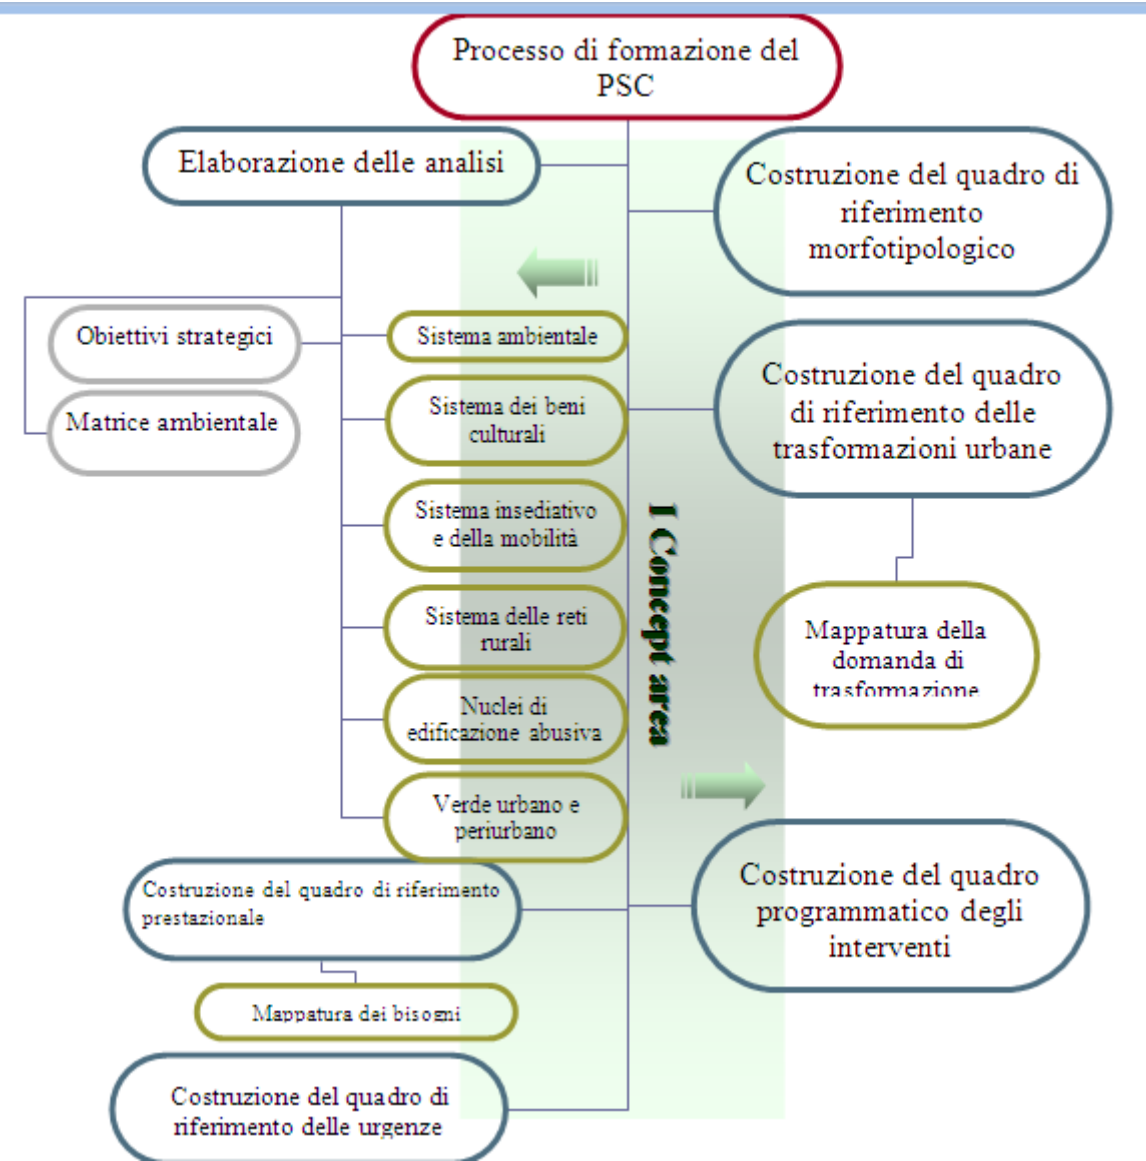 Processo di formazione del
PSC
Elaborazione delle analisi
Costruzione del quadro di
riferimento
morfotipologico
Obiettivi strategici
Matrice ambientale
Sistema ambientale
Sistema dei beni
culturali
Sistema insediativo
e della mobilità
Sistema delle reti
rurali
Nuclei di
edificazione abusiva
Verde urbano e
periurbano
Costruzione del quadro
di riferimento delle
trasformazioni urbane
I Concept area
Mappatura della
domanda di
trasformazione
Costruzione del quadro di riferimento
prestazionale
Mappatura dei bisogni
Costruzione del quadro
programmatico degli
interventi
Costruzione del quadro di
riferimento delle urgenze